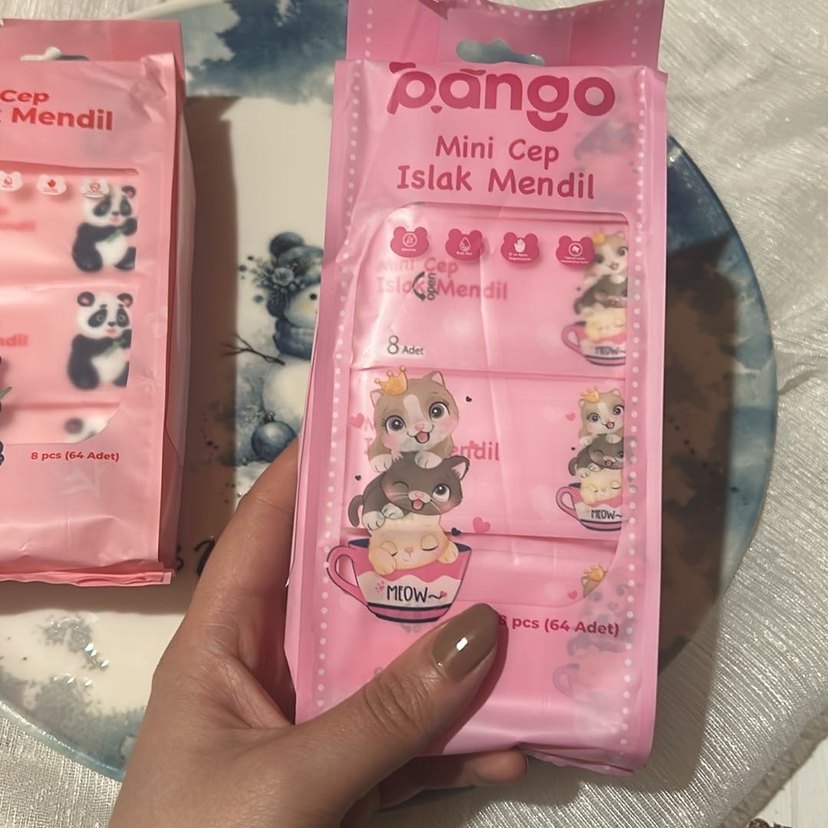 Cep
Mendil
8 pcs (64 Adet)
pango
Mini Cep
Islak Mendil
Mini Cep
Islak Mendil
open
8 Adet
MEOW~
MEOW~
MEOW~
pcs (64 Adet)